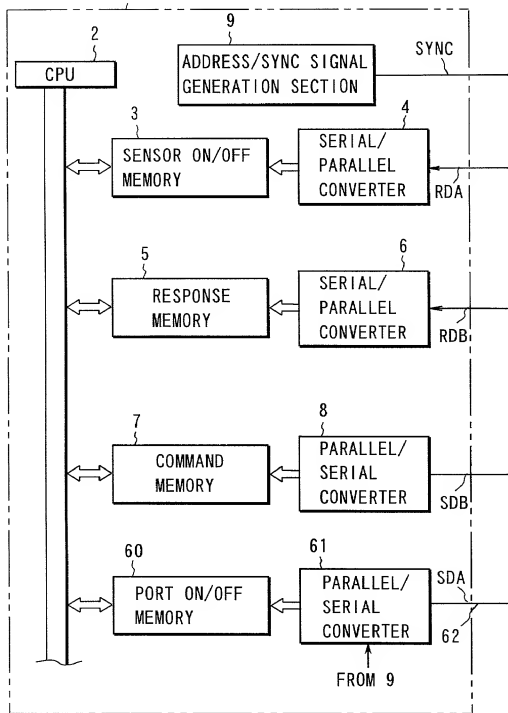 9
2
SYNC
CPU
ADDRESS/SYNC SIGNAL
GENERATION SECTION
3
4
SENSOR ON/OFF
MEMORY
SERIAL/
PARALLEL
CONVERTER
RDA
5
6
RESPONSE
MEMORY
SERIAL/
PARALLEL
CONVERTER
RDB
7
8
COMMAND
MEMORY
PARALLEL/
SERIAL
CONVERTER
SDB
60
61
SDA
PORT ON/OFF
MEMORY
PARALLEL/
SERIAL
CONVERTER
62
FROM 9